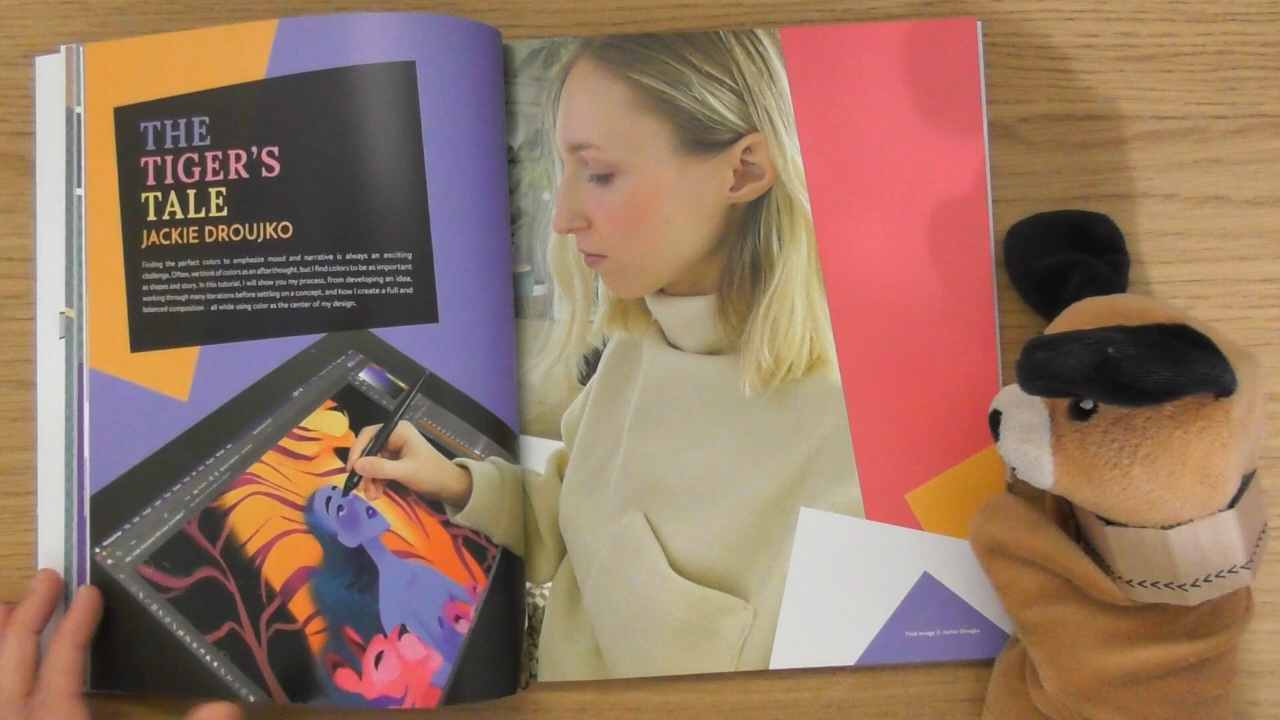 THE
TIGER'S
TALE
JACKIE DROUJKO
Finding the perfect colors to emphasize mood and narrative is always an exciting
challenge. Often, we think of colors as an afterthought, but I find colors to be as important
as shapes and story. In this tutorial, I will show you my process, from developing an idea,
working through many iterations before settling on a concept, and how I create a full and
balanced composition – all while using color as the center of my design.
Final image © Jackie Droujko